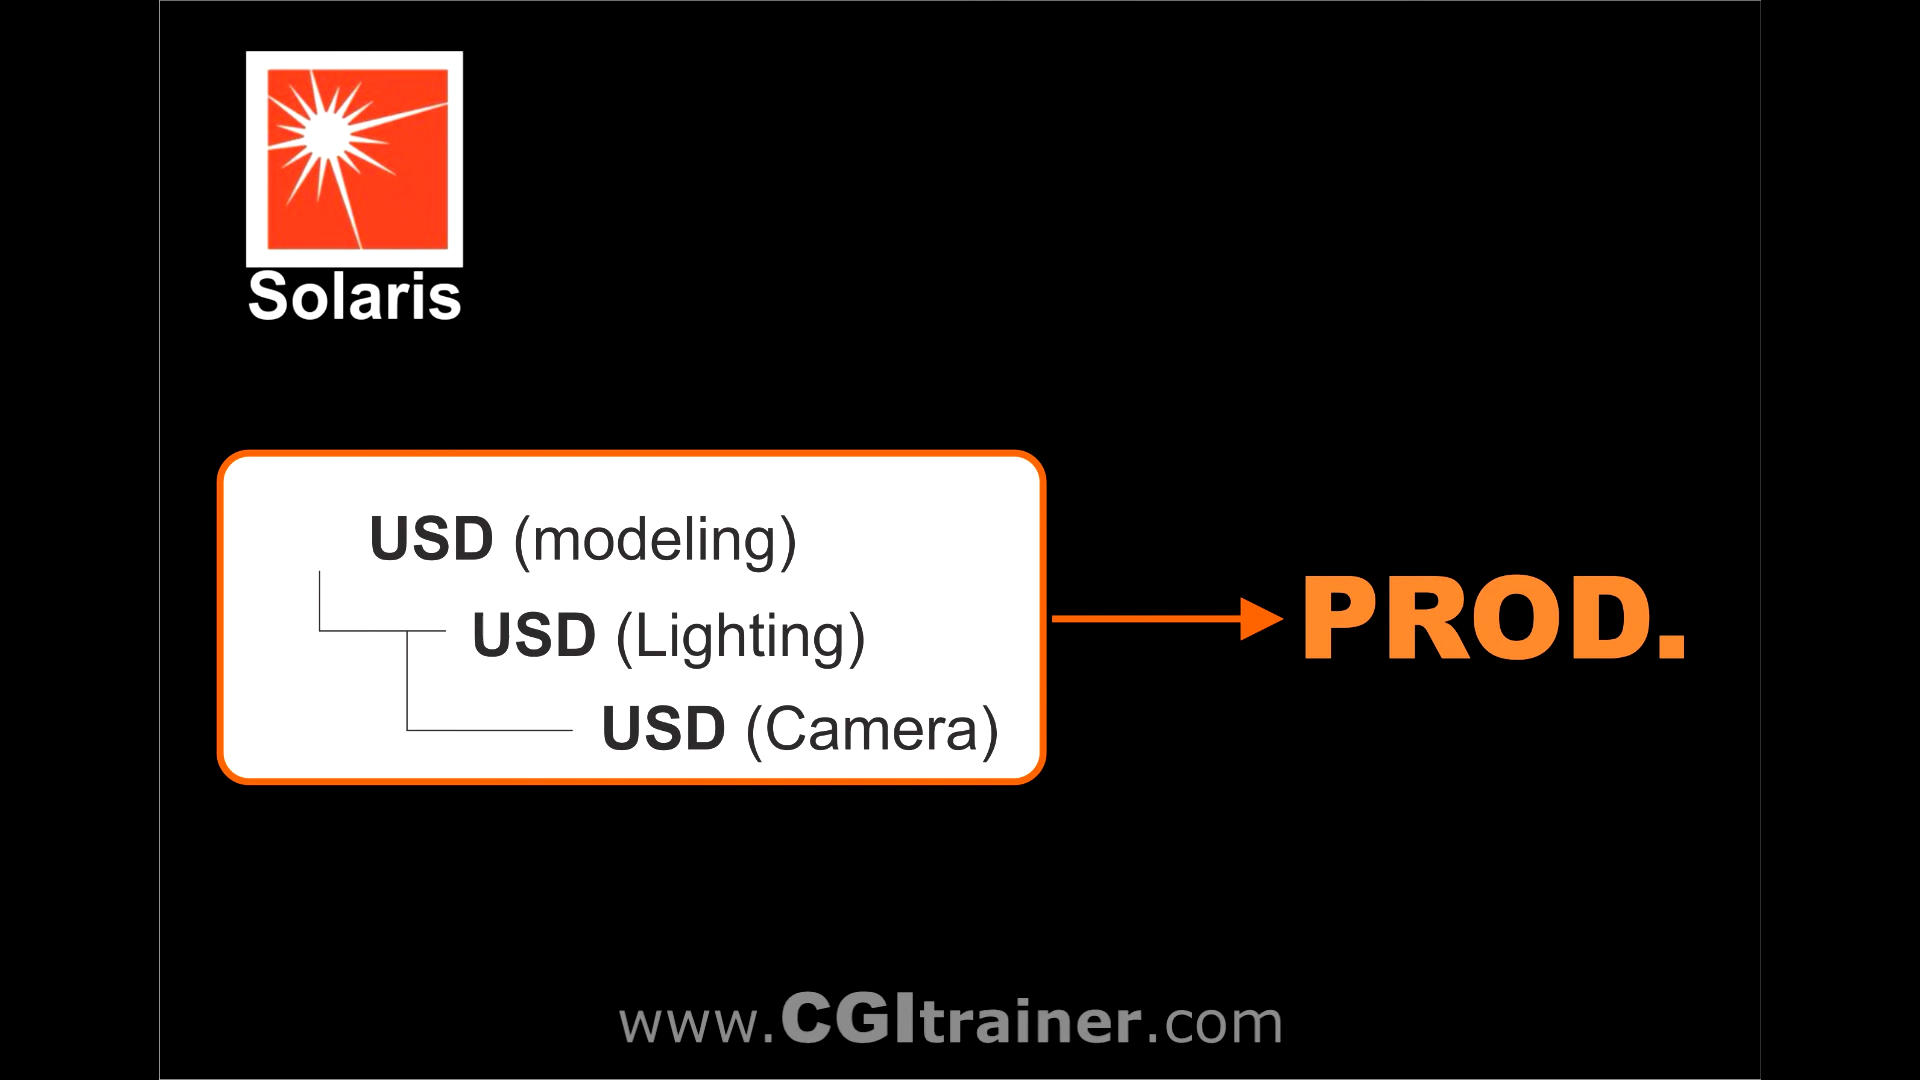 Solaris
USD (modeling)
USD (Lighting)
USD (Camera)
PROD.
www.CGItrainer.com